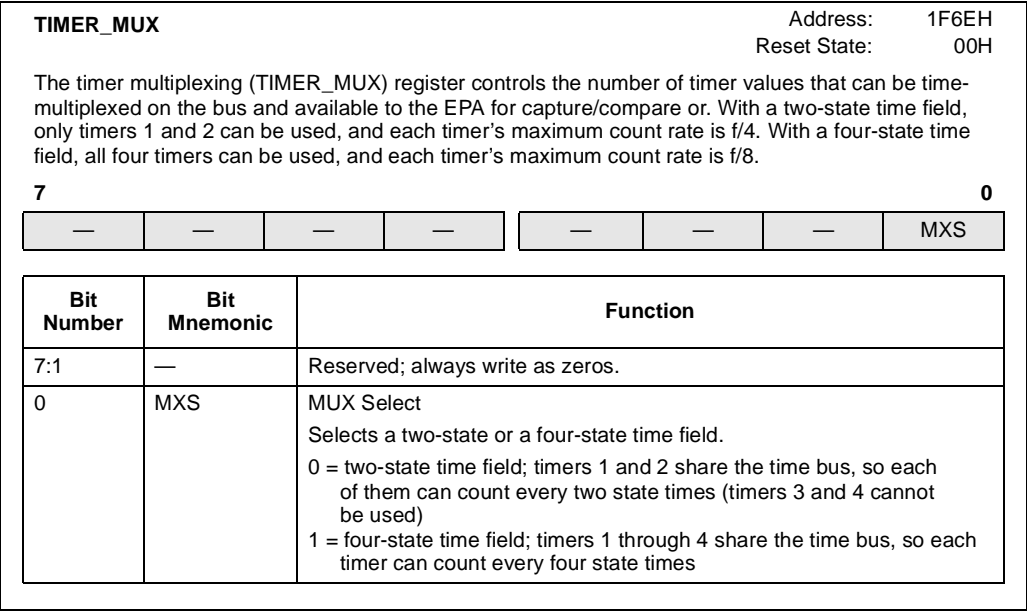 TIMER_MUX Address: 1F6EH
Reset State: 00H
The timer multiplexing (TIMER_MUX) register controls the number of timer values that can be time-
multiplexed on the bus and available to the EPA for capture/compare or. With a two-state time field,
only timers 1 and 2 can be used, and each timer's maximum count rate is f/4. With a four-state time
field, all four timers can be used, and each timer's maximum count rate is f/8.
7 0
— — — — — — — MXS
Bit Number Bit Mnemonic Function
7:1 — Reserved; always write as zeros.
0 MXS MUX Select
Selects a two-state or a four-state time field.
0 = two-state time field; timers 1 and 2 share the time bus, so each
of them can count every two state times (timers 3 and 4 cannot
be used)
1 = four-state time field; timers 1 through 4 share the time bus, so each
timer can count every four state times